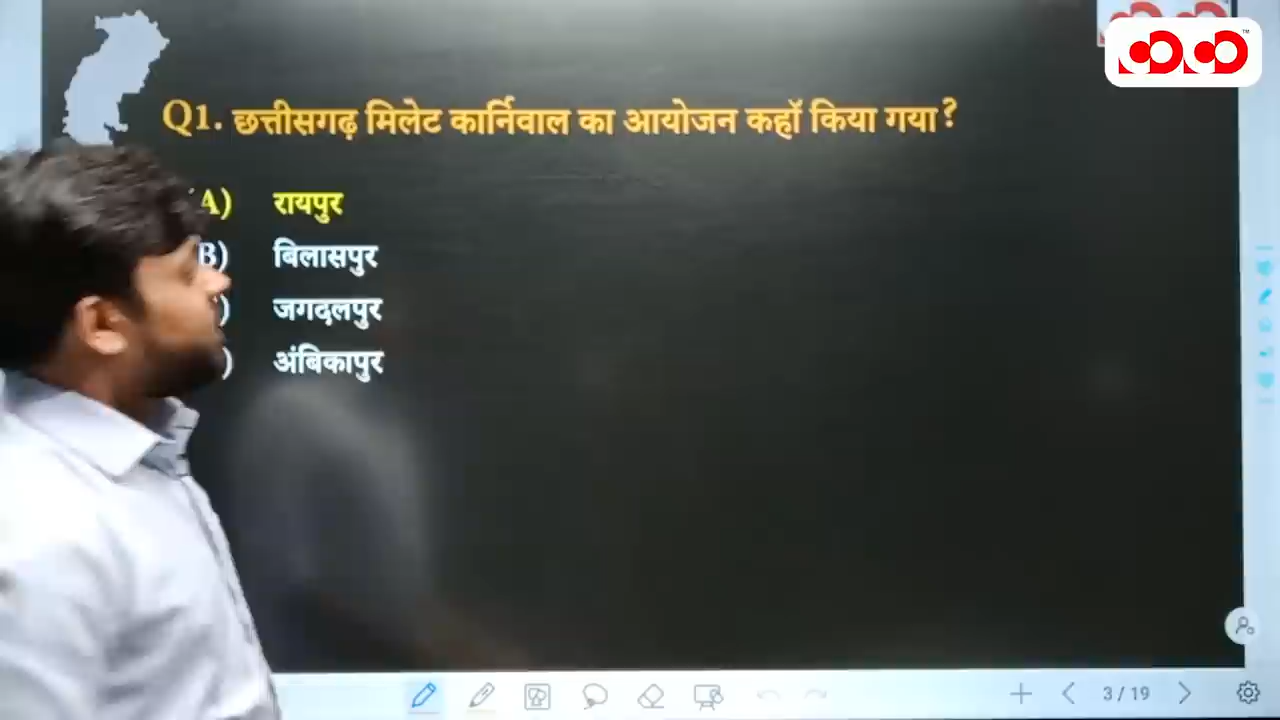 Q1. छत्तीसगढ़ मिलेट कार्निवाल का आयोजन कहॉ किया गया?
A) रायपुर
B) बिलासपुर
) जगदलपुर
) अंबिकापुर
3 / 19